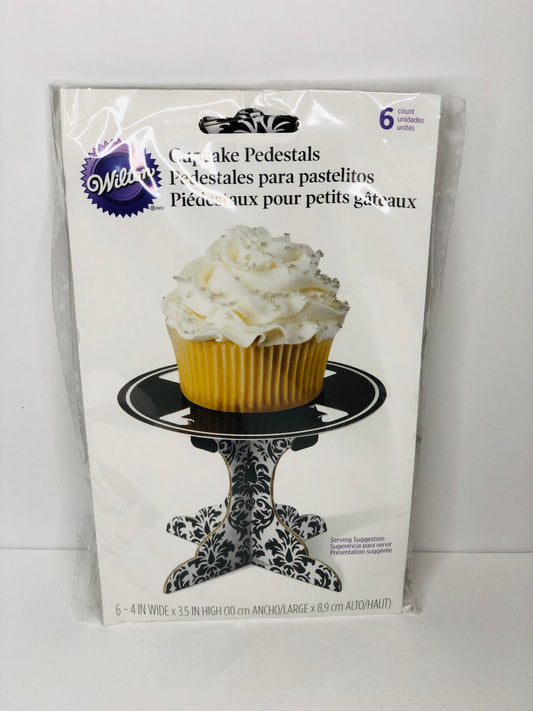 6 count
unidades
unités
Wilton
®/MD
Cupcake Pedestals
Pedestales para pastelitos
Piédestaux pour petits gâteaux
Serving Suggestion
Sugerencia para servir
Présentation suggérée
6 – 4 IN WIDE x 3.5 IN HIGH (10 cm ANCHO/LARGE x 8,9 cm ALTO/HAUT)